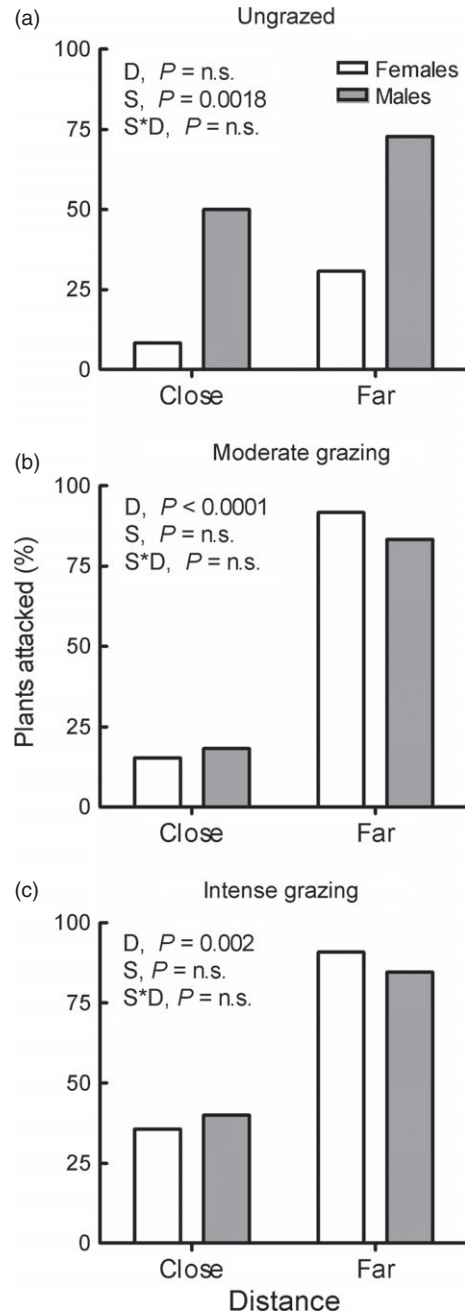 (a)
Ungrazed
100
75
50
25
0
D, P = n.s.
S, P = 0.0018
S*D, P = n.s.
Females
Males
Close
Far
(b)
Moderate grazing
100
75
50
25
0
D, P < 0.0001
S, P = n.s.
S*D, P = n.s.
Plants attacked (%)
Close
Far
(c)
Intense grazing
100
75
50
25
0
D, P = 0.002
S, P = n.s.
S*D, P = n.s.
Close
Far
Distance